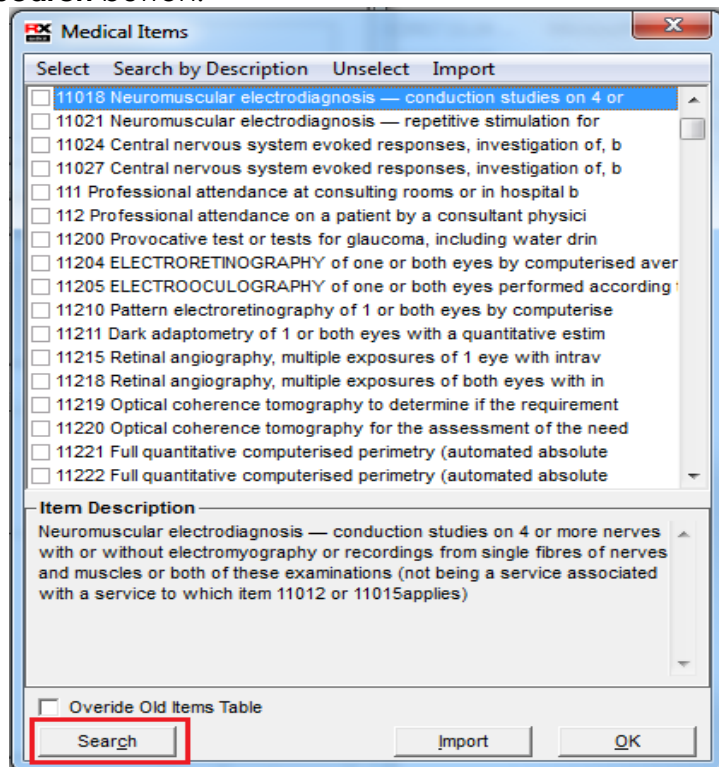 search button.
RX Medical Items X
Select Search by Description Unselect Import
11018 Neuromuscular electrodiagnosis — conduction studies on 4 or
11021 Neuromuscular electrodiagnosis — repetitive stimulation for
11024 Central nervous system evoked responses, investigation of, b
11027 Central nervous system evoked responses, investigation of, b
111 Professional attendance at consulting rooms or in hospital b
112 Professional attendance on a patient by a consultant physici
11200 Provocative test or tests for glaucoma, including water drin
11204 ELECTRORETINOGRAPHY of one or both eyes by computerised aver
11205 ELECTROOCULOGRAPHY of one or both eyes performed according
11210 Pattern electroretinography of 1 or both eyes by computerise
11211 Dark adaptometry of 1 or both eyes with a quantitative estim
11215 Retinal angiography, multiple exposures of 1 eye with intrav
11218 Retinal angiography, multiple exposures of both eyes with in
11219 Optical coherence tomography to determine if the requirement
11220 Optical coherence tomography for the assessment of the need
11221 Full quantitative computerised perimetry (automated absolute
11222 Full quantitative computerised perimetry (automated absolute
Item Description
Neuromuscular electrodiagnosis — conduction studies on 4 or more nerves
with or without electromyography or recordings from single fibres of nerves
and muscles or both of these examinations (not being a service associated
with a service to which item 11012 or 11015applies)
Overide Old Items Table
Search Import OK